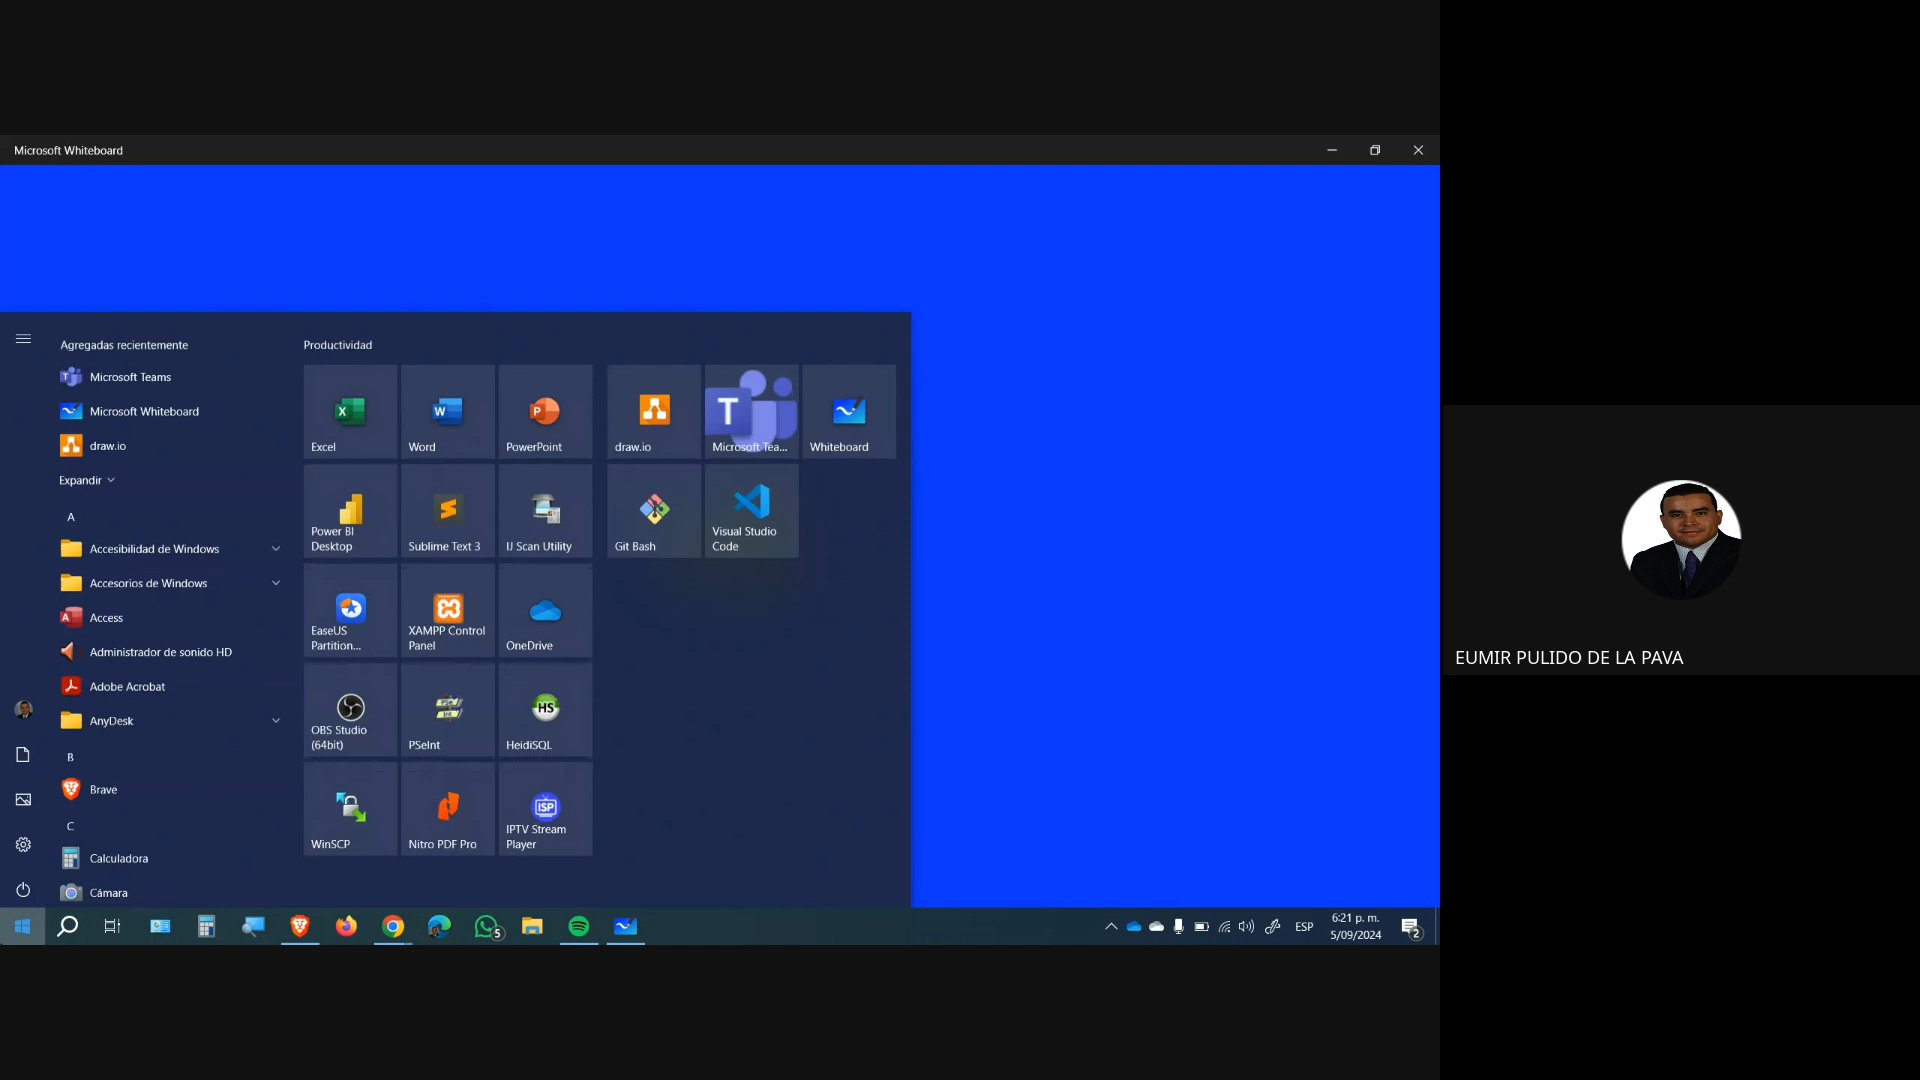 Microsoft Whiteboard
Agregadas recientemente
Microsoft Teams
Microsoft Whiteboard
draw.io
Expandir
A
Accesibilidad de Windows
Accesorios de Windows
Access
Administrador de sonido HD
Adobe Acrobat
AnyDesk
B
Brave
C
Calculadora
Cámara
Productividad
Excel
Word
PowerPoint
draw.io
Microsoft Tea...
Whiteboard
Power BI
Desktop
Sublime Text 3
IJ Scan Utility
Git Bash
Visual Studio
Code
EaseUS
Partition...
XAMPP Control
Panel
OneDrive
OBS Studio
(64bit)
PSeInt
HeidiSQL
WinSCP
Nitro PDF Pro
IPTV Stream
Player
5
ESP
6:21 p. m.
5/09/2024
2
EUMIR PULIDO DE LA PAVA